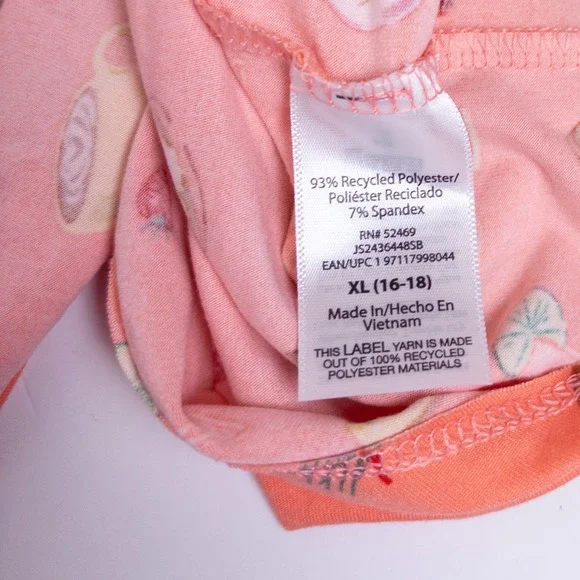 93% Recycled Polyester/
Poliéster Reciclado
7% Spandex
RN# 52469
JS2436448SB
EAN/UPC 1 97117998044
XL (16-18)
Made In/Hecho En
Vietnam
THIS LABEL YARN IS MADE
OUT OF 100% RECYCLED
POLYESTER MATERIALS